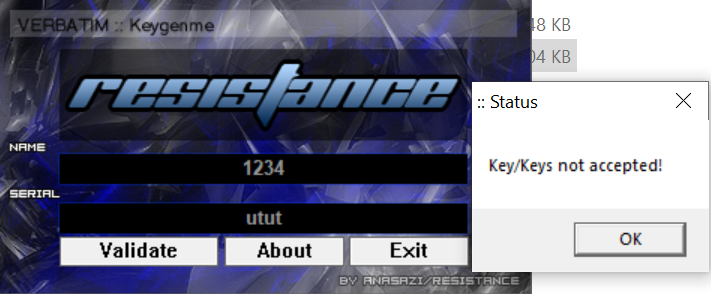 VERBATIM :: Keygenme
48 KB
04 KB
resistance
:: Status
NAME
1234
Key/Keys not accepted!
SERIAL
utut
OK
Validate
About
Exit
BY ANASAZI/RESISTANCE